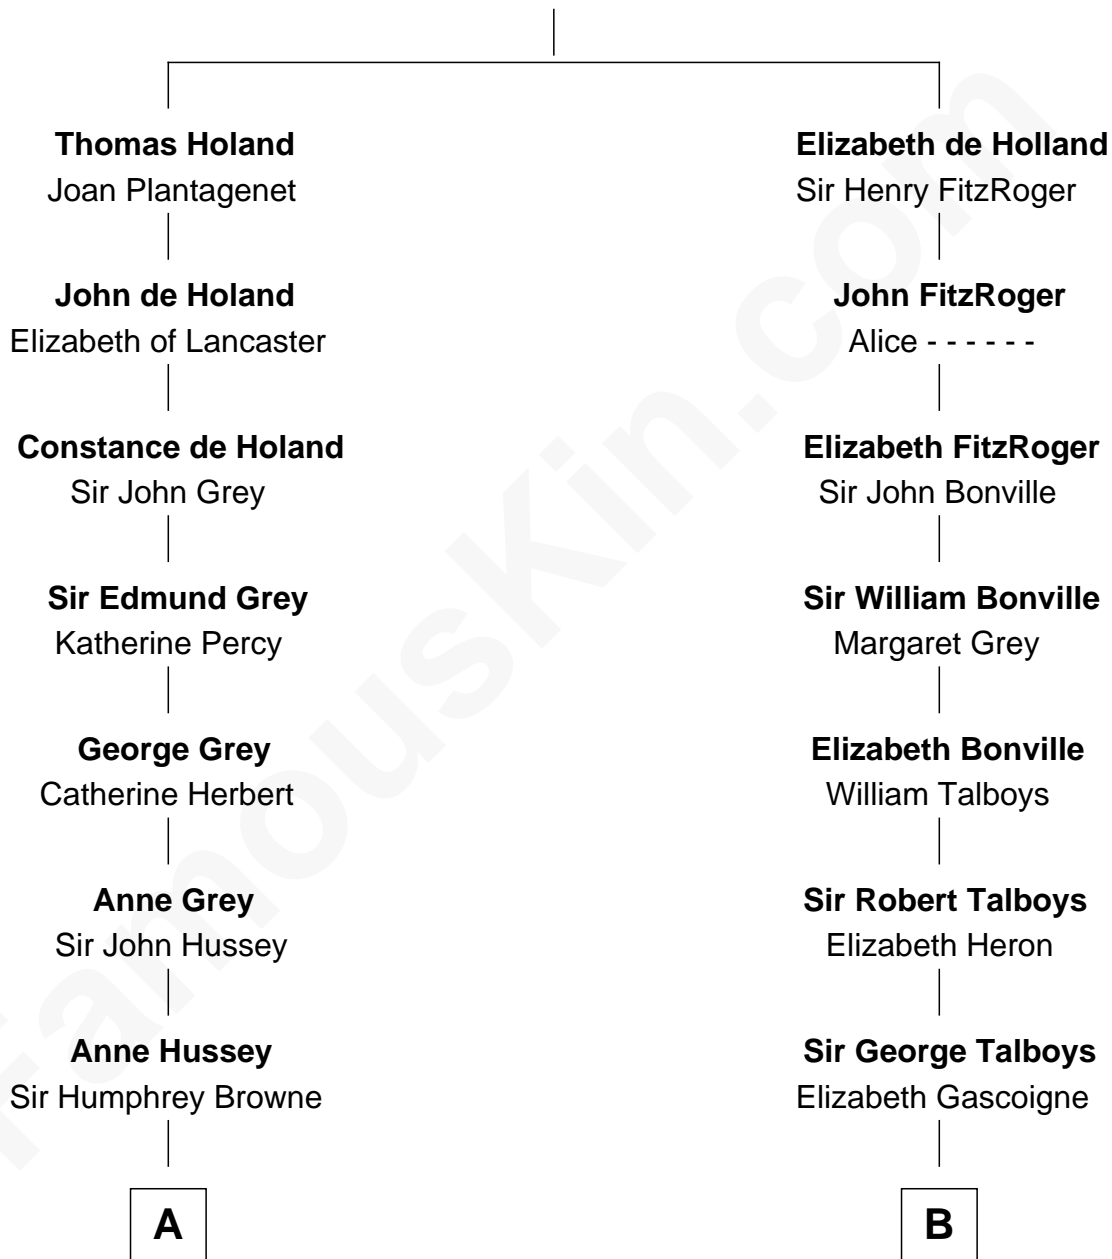 Thomas Holand
Joan Plantagenet
John de Holand
Elizabeth of Lancaster
Constance de Holand
Sir John Grey
Sir Edmund Grey
Katherine Percy
George Grey
Catherine Herbert
Anne Grey
Sir John Hussey
Anne Hussey
Sir Humphrey Browne
A
Elizabeth de Holland
Sir Henry FitzRoger
John FitzRoger
Alice - - - - - -
Elizabeth FitzRoger
Sir John Bonville
Sir William Bonville
Margaret Grey
Elizabeth Bonville
William Talboys
Sir Robert Talboys
Elizabeth Heron
Sir George Talboys
Elizabeth Gascoigne
B
FamousKin.com